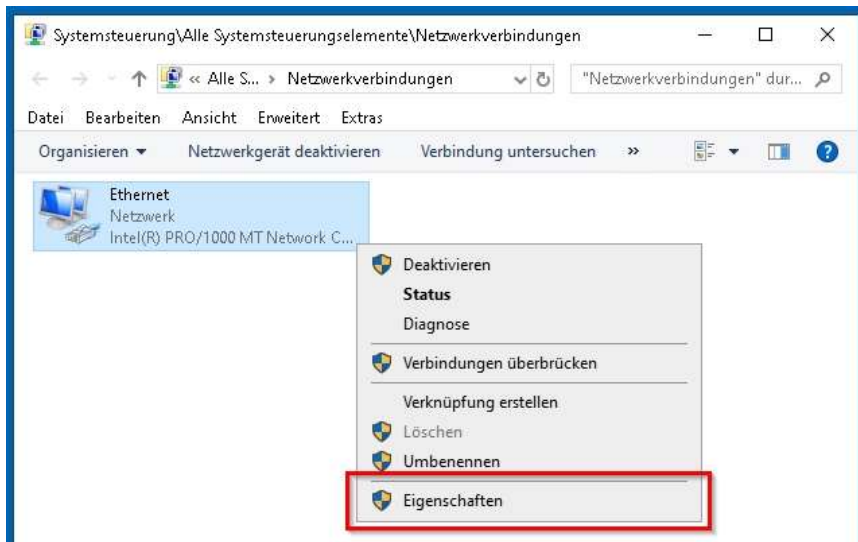 Systemsteuerung\Alle Systemsteuerungselemente\Netzwerkverbindungen
« Alle S... › Netzwerkverbindungen
"Netzwerkverbindungen" dur...
Datei Bearbeiten Ansicht Erweitert Extras
Organisieren Netzwerkgerät deaktivieren Verbindung untersuchen »
Ethernet
Netzwerk
Intel(R) PRO/1000 MT Network C...
Deaktivieren
Status
Diagnose
Verbindungen überbrücken
Verknüpfung erstellen
Löschen
Umbenennen
Eigenschaften